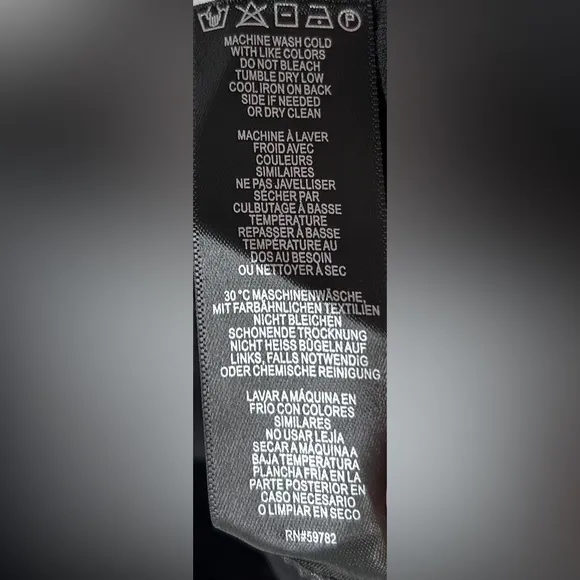 P
MACHINE WASH COLD
WITH LIKE COLORS
DO NOT BLEACH
TUMBLE DRY LOW
COOL IRON ON BACK
SIDE IF NEEDED
OR DRY CLEAN
MACHINE À LAVER
FROID AVEC
COULEURS
SIMILAIRES
NE PAS JAVELLISER
SÉCHER PAR
CULBUTAGE À BASSE
TEMPÉRATURE
REPASSER À BASSE
TEMPÉRATURE AU
DOS AU BESOIN
OU NETTOYER À SEC
30 °C MASCHINENWÄSCHE,
MIT FARBÄHNLICHEN TEXTILIEN
NICHT BLEICHEN
SCHONENDE TROCKNUNG
NICHT HEISS BÜGELN AUF
LINKS, FALLS NOTWENDIG
ODER CHEMISCHE REINIGUNG
LAVAR A MÁQUINA EN
FRÍO CON COLORES
SIMILARES
NO USAR LEJÍA
SECAR A MÁQUINA A
BAJA TEMPERATURA
PLANCHA FRÍA EN LA
PARTE POSTERIOR EN
CASO NECESARIO
O LIMPIAR EN SECO
RN#59782